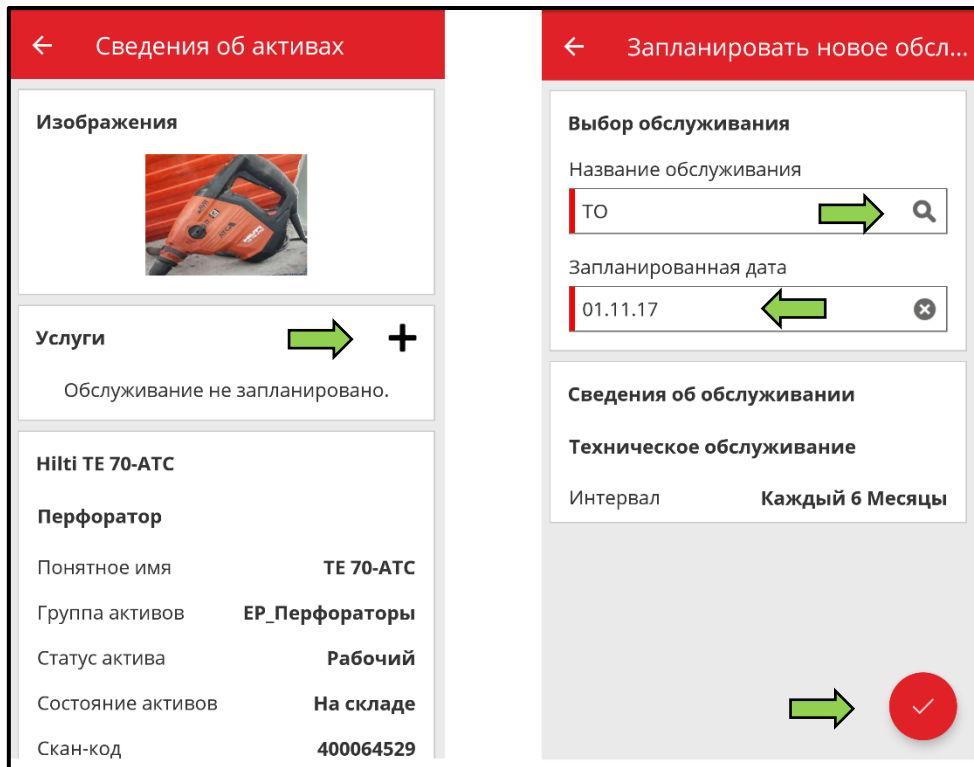 Сведения об активах
Изображения
Услуги
Обслуживание не запланировано.
Hilti TE 70-ATC
Перфоратор
Понятное имя TE 70-ATC
Группа активов EP_Перфораторы
Статус актива Рабочий
Состояние активов На складе
Скан-код 400064529
Запланировать новое обсл...
Выбор обслуживания
Название обслуживания
ТО
Запланированная дата
01.11.17
Сведения об обслуживании
Техническое обслуживание
Интервал Каждый 6 Месяцы